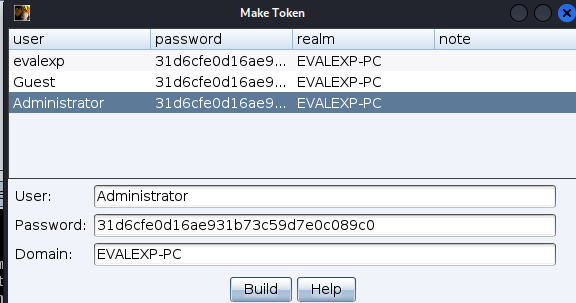 Make Token
user password realm note
evalexp 31d6cfe0d16ae9... EVALEXP-PC
Guest 31d6cfe0d16ae9... EVALEXP-PC
Administrator 31d6cfe0d16ae9... EVALEXP-PC
User: Administrator
Password: 31d6cfe0d16ae931b73c59d7e0c089c0
Domain: EVALEXP-PC
Build Help